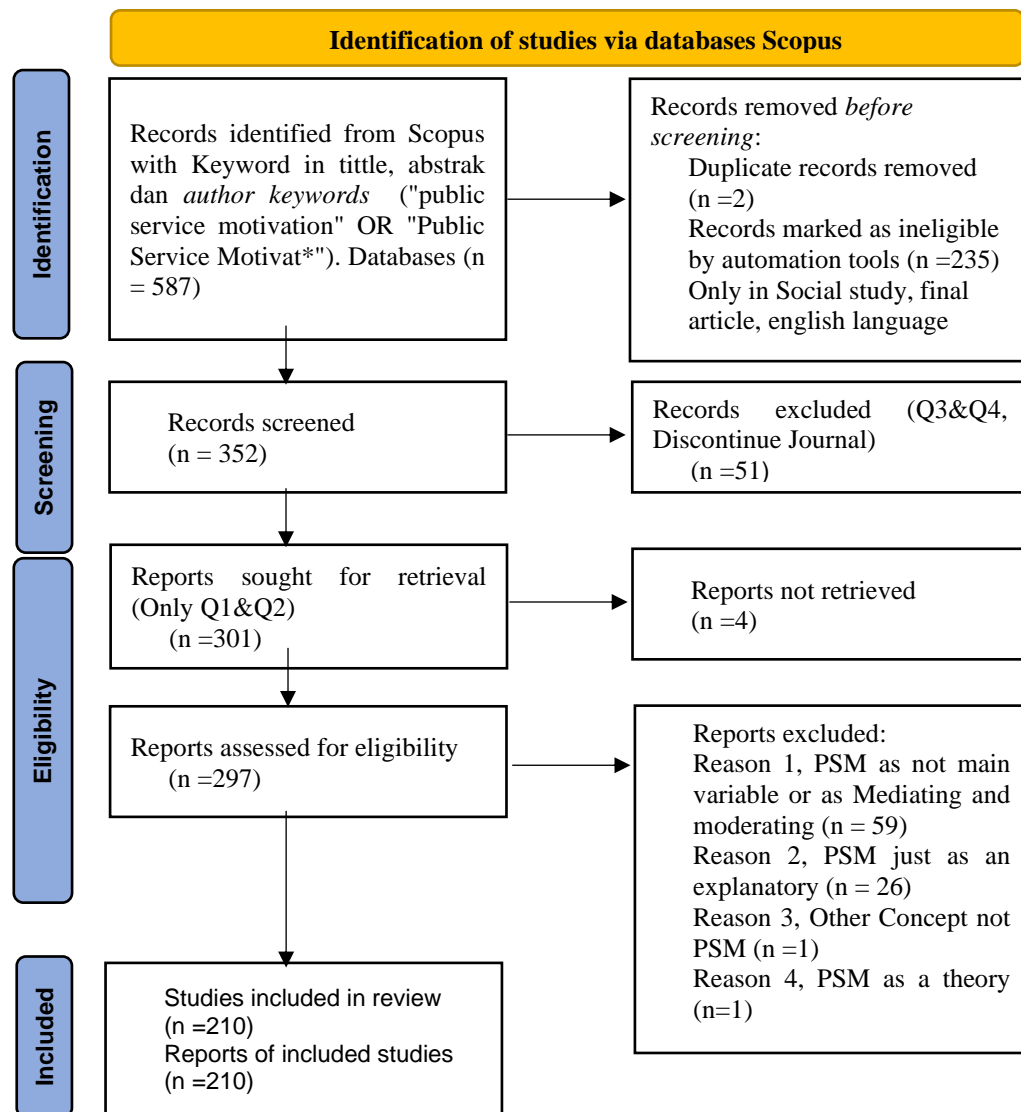 Identification of studies via databases Scopus
Identification
Records identified from Scopus
with Keyword in tittle, abstrak
dan author keywords ("public
service motivation" OR "Public
Service Motivat*"). Databases (n
= 587)
Records removed before
screening:
Duplicate records removed
(n =2)
Records marked as ineligible
by automation tools (n =235)
Only in Social study, final
article, english language
Screening
Records screened
(n = 352)
Records excluded (Q3&Q4,
Discontinue Journal)
(n =51)
Eligibility
Reports sought for retrieval
(Only Q1&Q2)
(n =301)
Reports not retrieved
(n =4)
Reports assessed for eligibility
(n =297)
Reports excluded:
Reason 1, PSM as not main
variable or as Mediating and
moderating (n = 59)
Reason 2, PSM just as an
explanatory (n = 26)
Reason 3, Other Concept not
PSM (n =1)
Reason 4, PSM as a theory
(n=1)
Included
Studies included in review
(n =210)
Reports of included studies
(n =210)